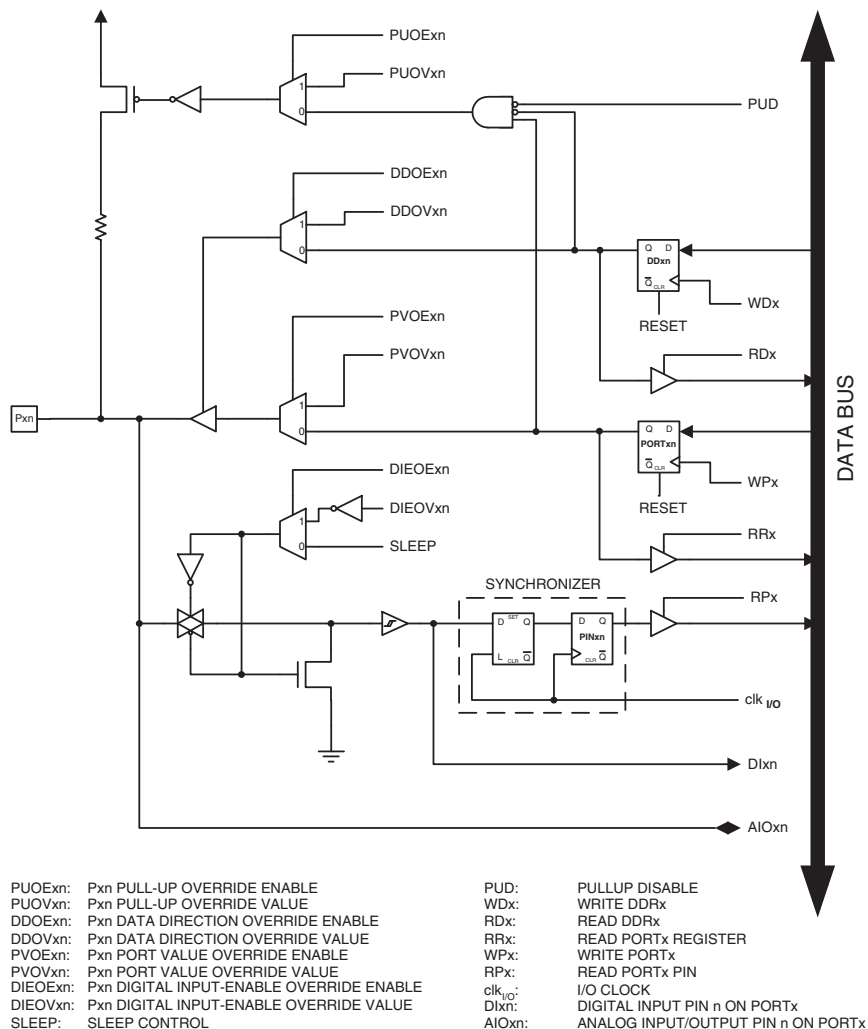 PUOExn
PUOVxn
1
0
PUD
DDOExn
DDOVxn
1
0
Q D
DDxn
Q CLR
WDx
RESET
RDx
PVOExn
PVOVxn
1
0
Pxn
Q D
PORTxn
Q CLR
WPx
RESET
DATA BUS
DIEOExn
DIEOVxn
1
0
SLEEP
RRx
SYNCHRONIZER
RPx
D SET Q
L CLR Q
D Q
PINxn
CLR Q
clk I/O
DIxn
AIOxn
PUOExn: Pxn PULL-UP OVERRIDE ENABLE
PUOVxn: Pxn PULL-UP OVERRIDE VALUE
DDOExn: Pxn DATA DIRECTION OVERRIDE ENABLE
DDOVxn: Pxn DATA DIRECTION OVERRIDE VALUE
PVOExn: Pxn PORT VALUE OVERRIDE ENABLE
PVOVxn: Pxn PORT VALUE OVERRIDE VALUE
DIEOExn: Pxn DIGITAL INPUT-ENABLE OVERRIDE ENABLE
DIEOVxn: Pxn DIGITAL INPUT-ENABLE OVERRIDE VALUE
SLEEP: SLEEP CONTROL
PUD: PULLUP DISABLE
WDx: WRITE DDRx
RDx: READ DDRx
RRx: READ PORTx REGISTER
WPx: WRITE PORTx
RPx: READ PORTx PIN
clk I/O: I/O CLOCK
DIxn: DIGITAL INPUT PIN n ON PORTx
AIOxn: ANALOG INPUT/OUTPUT PIN n ON PORTx